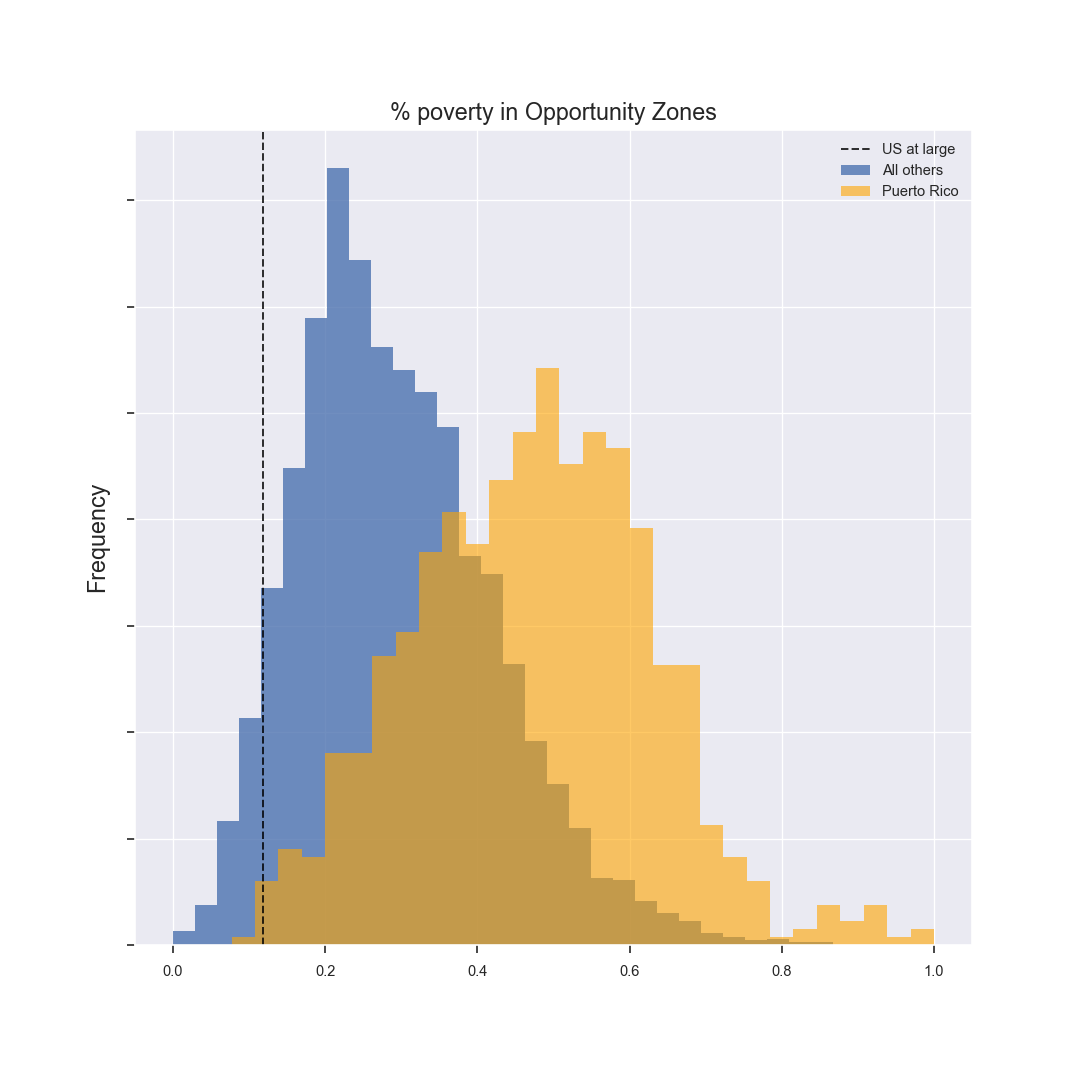 % poverty in Opportunity Zones
US at large
All others
Puerto Rico
Frequency
0.0
0.2
0.4
0.6
0.8
1.0